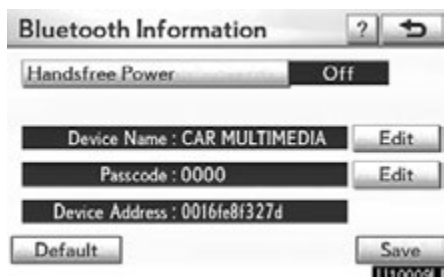 Bluetooth Information ?
Handsfree Power Off
Device Name : CAR MULTIMEDIA Edit
Passcode : 0000 Edit
Device Address : 0016fe8f327d
Default Save